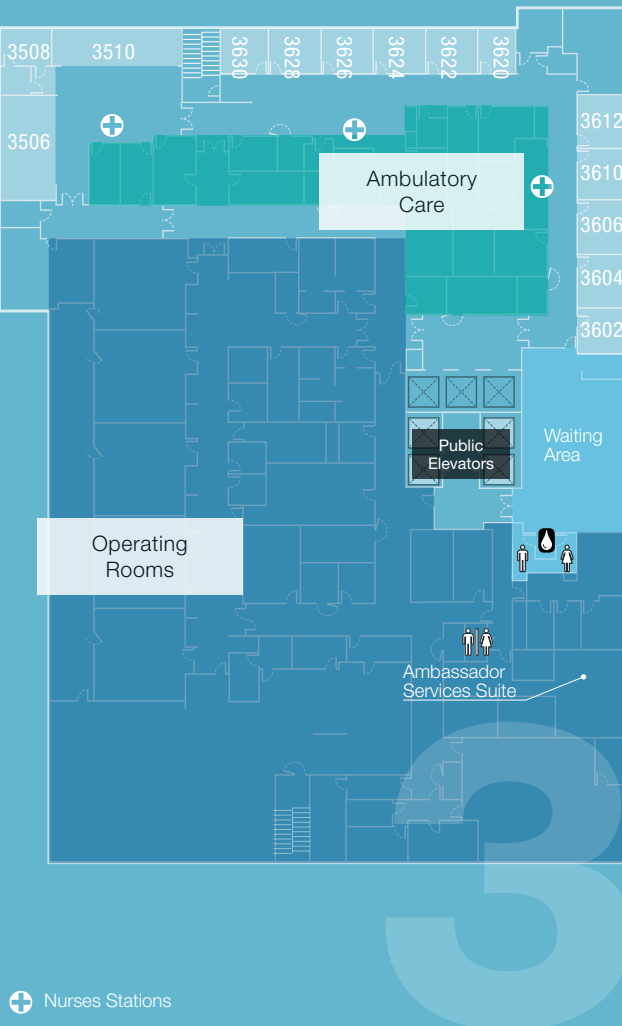 3508
3510
3630
3628
3626
3624
3622
3620
3506
3612
3610
3606
3604
3602
Ambulatory
Care
Public
Elevators
Waiting
Area
Operating
Rooms
Ambassador
Services Suite
3
Nurses Stations